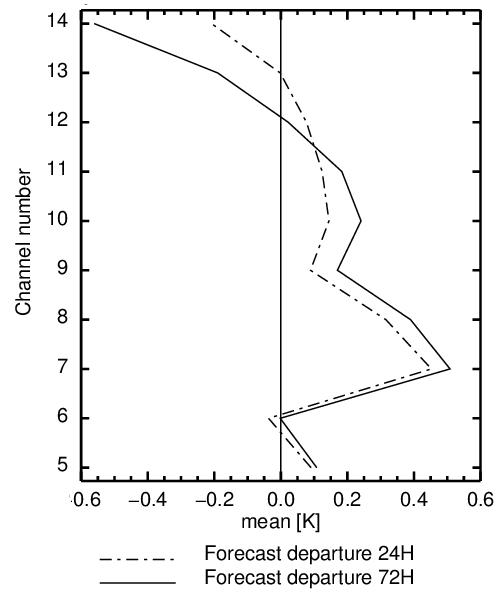 14
13
12
11
10
9
8
7
6
5
Channel number
0.6 −0.4 −0.2 0.0 0.2 0.4 0.6
mean [K]
Forecast departure 24H
Forecast departure 72H